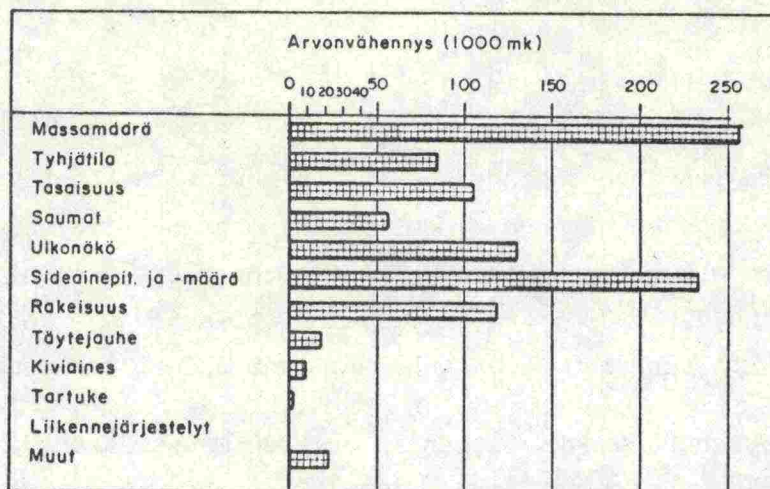 Arvonvähennys (1000 mk)
0 10 20 30 40 50 100 150 200 250
Massamäärä
Tyhjätila
Tasaisuus
Saumat
Ulkonäkö
Sideainepit. ja -määrä
Rakeisuus
Täytejauhe
Kiviaines
Tartuke
Liikennejärjestelyt
Muut